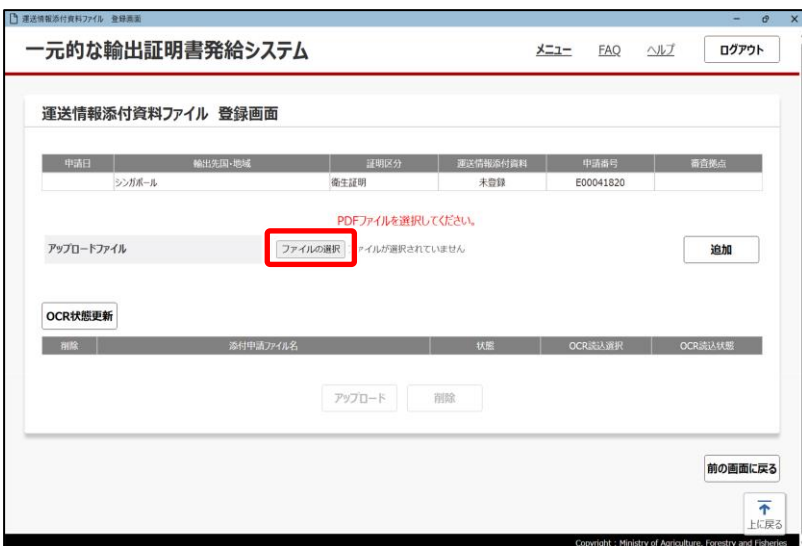 運送情報添付資料ファイル 登録画面
一元的な輸出証明書発給システム
メニュー FAQ ヘルプ ログアウト
運送情報添付資料ファイル 登録画面
申請日 輸出先国・地域 証明区分 運送情報添付資料 申請番号 審査拠点
シンガポール 衛生証明 未登録 E00041820
PDFファイルを選択してください。
アップロードファイル ファイルの選択 ファイルが選択されていません 追加
OCR状態更新
削除 添付申請ファイル名 状態 OCR読込選択 OCR読込状態
アップロード 削除
前の画面に戻る
上に戻る
Copyright : Ministry of Agriculture, Forestry and Fisheries